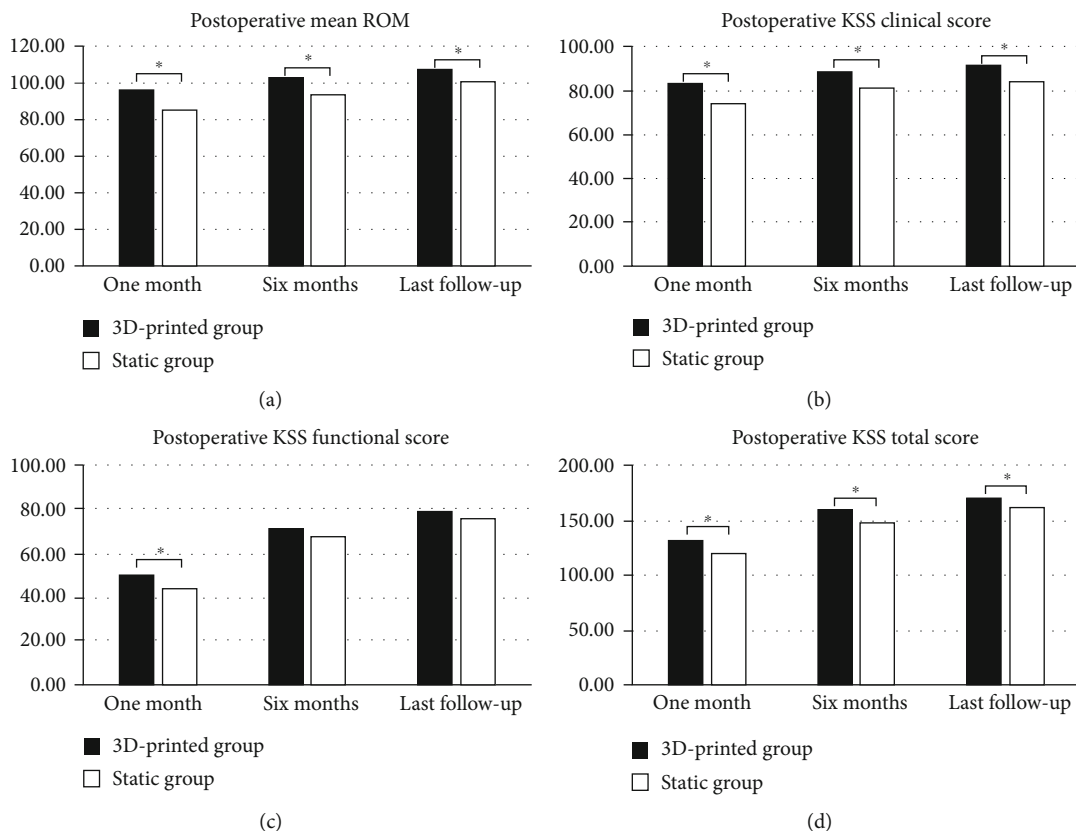 Postoperative mean ROM
120.00
100.00
80.00
60.00
40.00
20.00
0.00
*
*
*
One month Six months Last follow-up
3D-printed group
Static group
(a)
Postoperative KSS clinical score
100.00
80.00
60.00
40.00
20.00
0.00
*
*
*
One month Six months Last follow-up
3D-printed group
Static group
(b)
Postoperative KSS functional score
100.00
80.00
60.00
40.00
20.00
0.00
*
One month Six months Last follow-up
3D-printed group
Static group
(c)
Postoperative KSS total score
200.00
150.00
100.00
50.00
0.00
*
*
*
One month Six months Last follow-up
3D-printed group
Static group
(d)